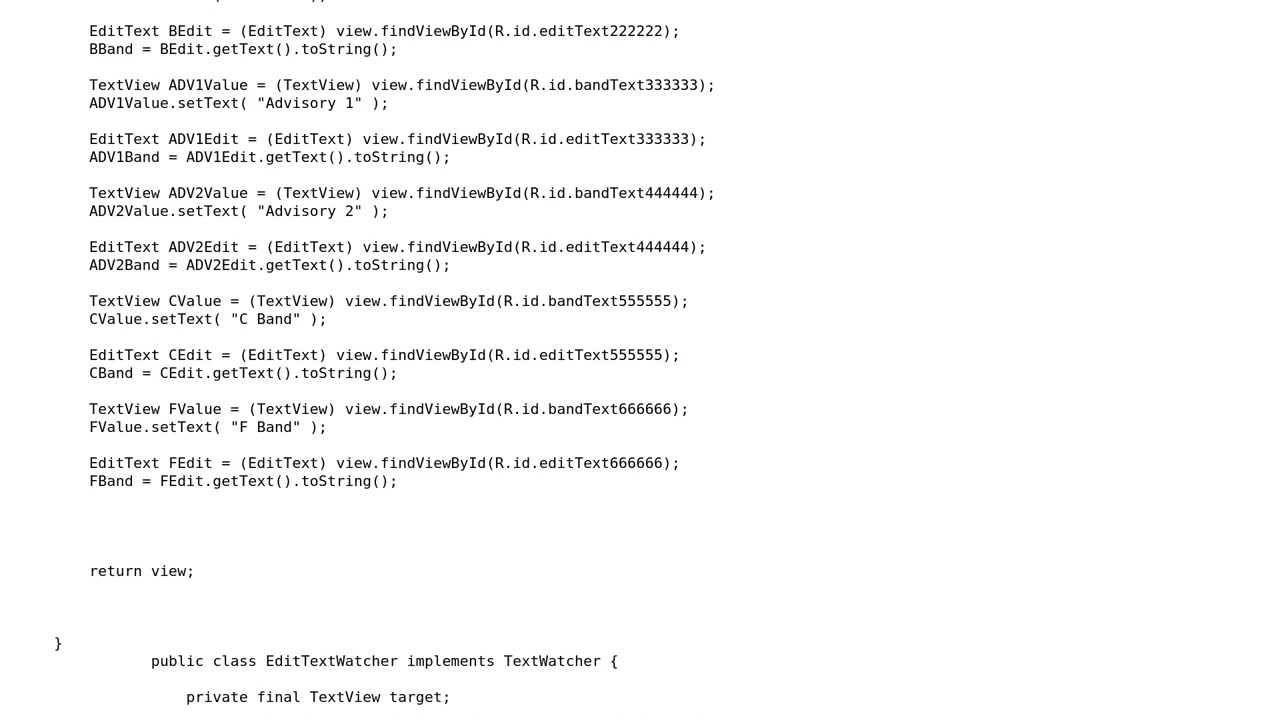 EditText BEdit = (EditText) view.findViewById(R.id.editText222222);
BBand = BEdit.getText().toString();
TextView ADV1Value = (TextView) view.findViewById(R.id.bandText333333);
ADV1Value.setText( "Advisory 1" );
EditText ADV1Edit = (EditText) view.findViewById(R.id.editText333333);
ADV1Band = ADV1Edit.getText().toString();
TextView ADV2Value = (TextView) view.findViewById(R.id.bandText444444);
ADV2Value.setText( "Advisory 2" );
EditText ADV2Edit = (EditText) view.findViewById(R.id.editText444444);
ADV2Band = ADV2Edit.getText().toString();
TextView CValue = (TextView) view.findViewById(R.id.bandText555555);
CValue.setText( "C Band" );
EditText CEdit = (EditText) view.findViewById(R.id.editText555555);
CBand = CEdit.getText().toString();
TextView FValue = (TextView) view.findViewById(R.id.bandText666666);
FValue.setText( "F Band" );
EditText FEdit = (EditText) view.findViewById(R.id.editText666666);
FBand = FEdit.getText().toString();
return view;
}
public class EditTextWatcher implements TextWatcher {
private final TextView target;